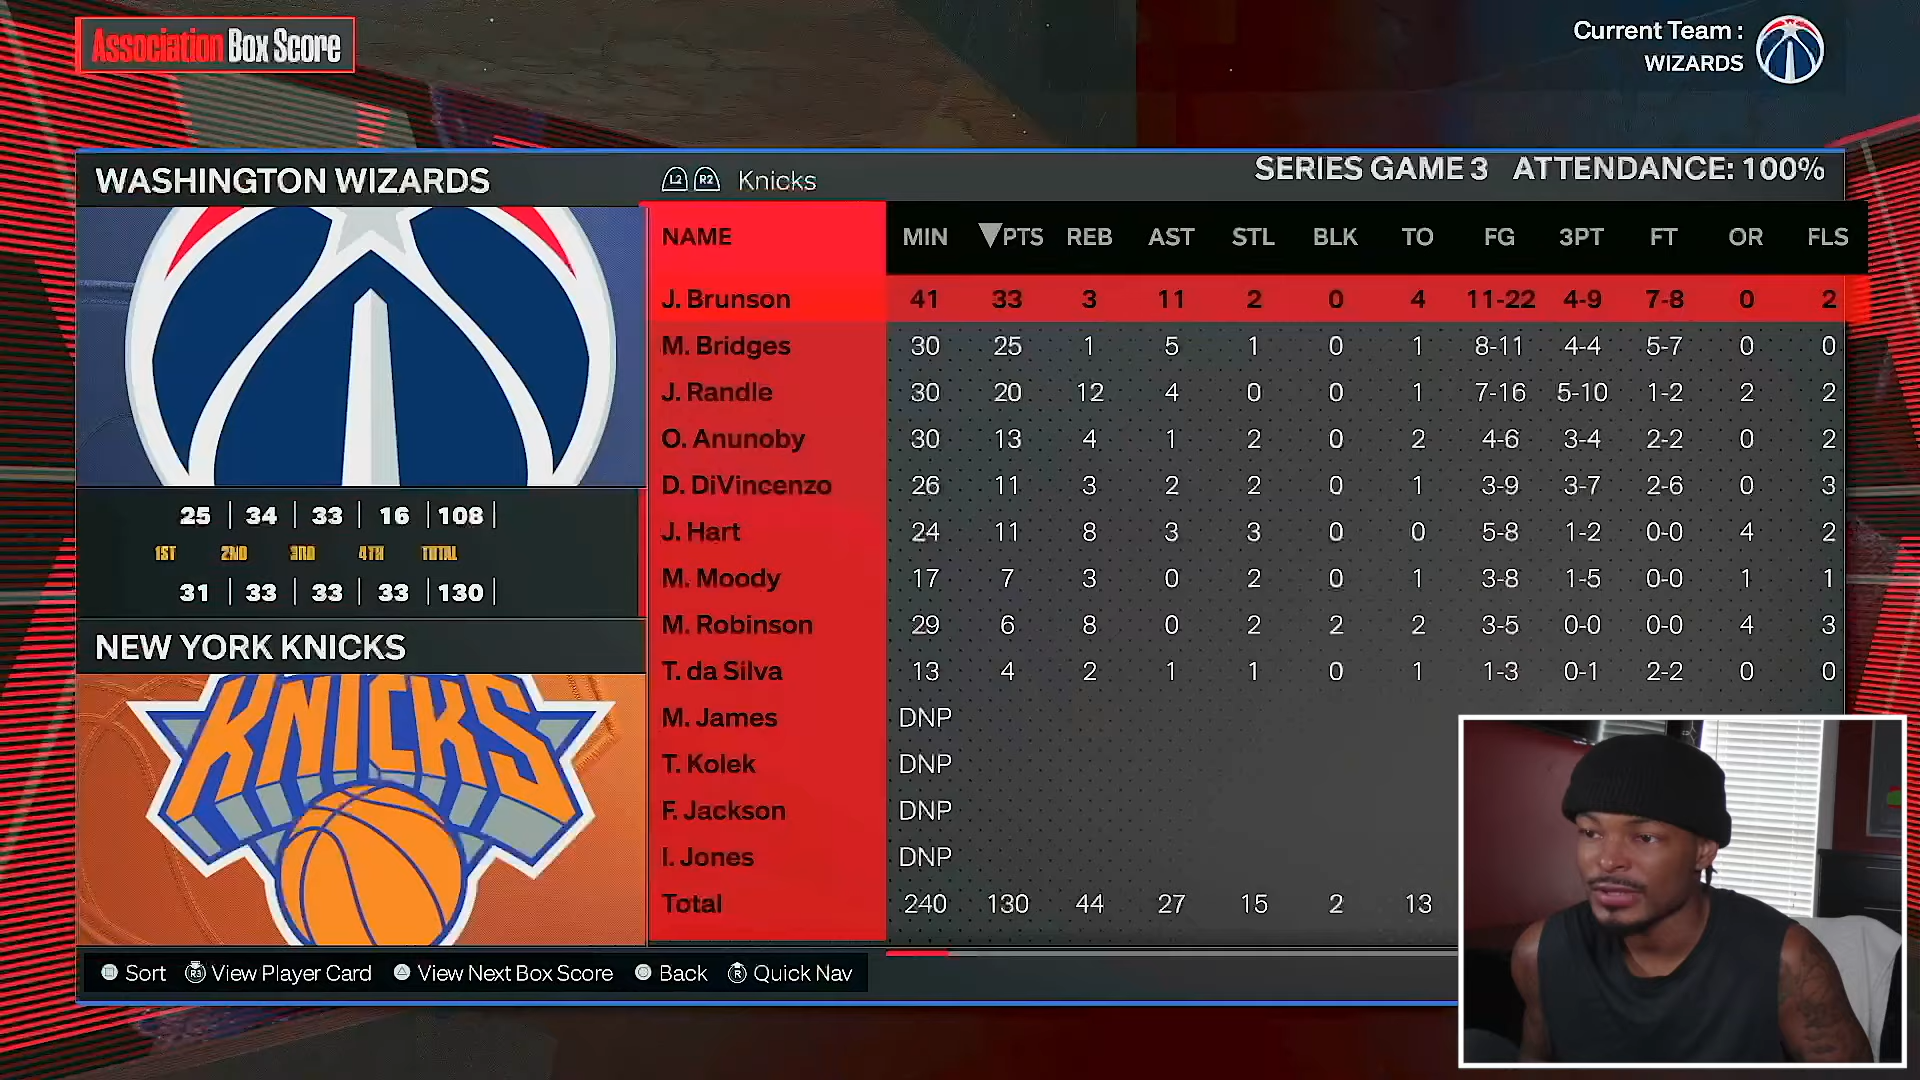 Association Box Score
Current Team :
WIZARDS
WASHINGTON WIZARDS
L2 R2 Knicks
SERIES GAME 3 ATTENDANCE: 100%
NAME MIN PTS REB AST STL BLK TO FG 3PT FT OR FLS
J. Brunson 41 33 3 11 2 0 4 11-22 4-9 7-8 0 2
M. Bridges 30 25 1 5 1 0 1 8-11 4-4 5-7 0 0
J. Randle 30 20 12 4 0 0 1 7-16 5-10 1-2 2 2
O. Anunoby 30 13 4 1 2 0 2 4-6 3-4 2-2 0 2
D. DiVincenzo 26 11 3 2 2 0 1 3-9 3-7 2-6 0 3
J. Hart 24 11 8 3 3 0 0 5-8 1-2 0-0 4 2
M. Moody 17 7 3 0 2 0 1 3-8 1-5 0-0 1 1
M. Robinson 29 6 8 0 2 2 2 3-5 0-0 0-0 4 3
T. da Silva 13 4 2 1 1 0 1 1-3 0-1 2-2 0 0
M. James DNP
T. Kolek DNP
F. Jackson DNP
I. Jones DNP
Total 240 130 44 27 15 2 13
25 | 34 | 33 | 16 | 108 |
1ST 2ND 3RD 4TH TOTAL
31 | 33 | 33 | 33 | 130 |
NEW YORK KNICKS
KNICKS
Sort R3 View Player Card View Next Box Score Back R Quick Nav